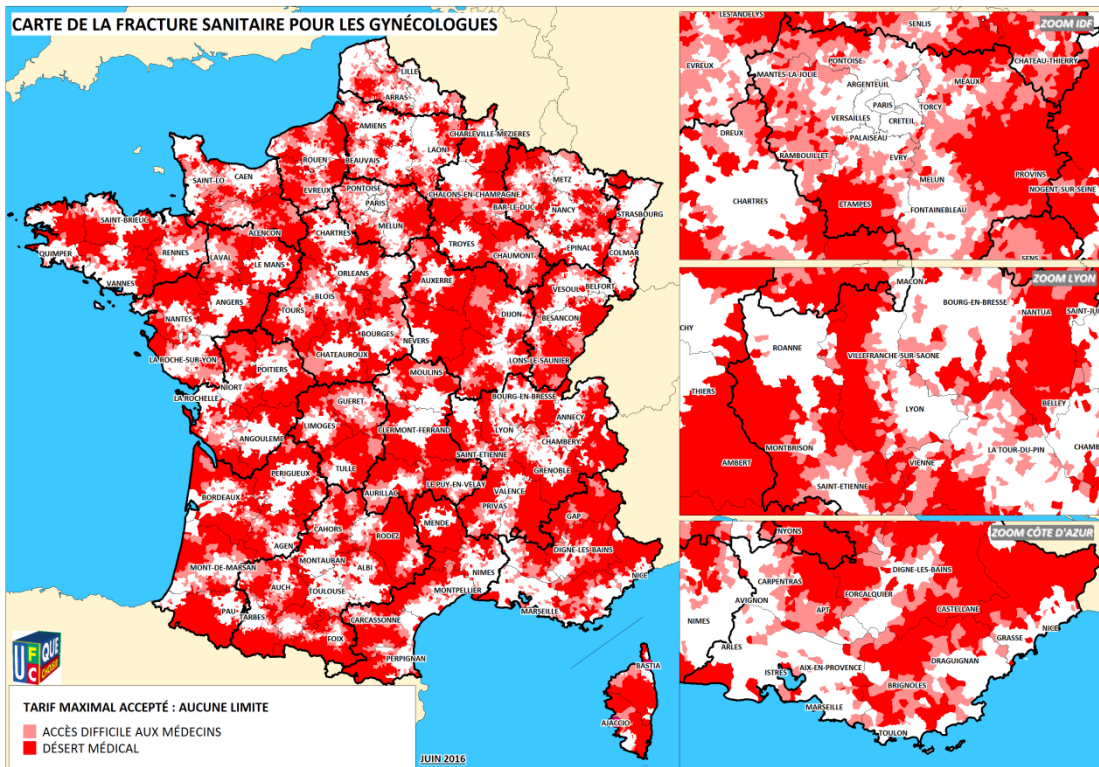 CARTE DE LA FRACTURE SANITAIRE POUR LES GYNÉCOLOGUES
LILLE
ARRAS
AMIENS
CHARLEVILLE-MÉZIERES
LAON
ROUEN
BEAUVAIS
SAINT-LO
CAEN
EVREUX
PONTOISE
PARIS
MELUN
CHÂLONS-EN-CHAMPAGNE
BAR-LE-DUC
METZ
NANCY
STRASBOURG
SAINT-BRIEUC
ALENCON
CHARTRES
TROYES
CHAUMONT
EPINAL
COLMAR
QUIMPER
RENNES
LAVAL
LE MANS
ORLEANS
AUXERRE
VESOUL
BELFORT
VANNES
ANGERS
BLOIS
DIJON
BESANCON
NANTES
TOURS
BOURGES
NEVERS
LA ROCHE-SUR-YON
POITIERS
CHATEAUROUX
LONS-LE-SAUNIER
MOULINS
NIORT
LA ROCHELLE
GUERET
BOURG-EN-BRESSE
ANNECY
ANGOULEME
LIMOGES
CLERMONT-FERRAND
LYON
CHAMBERY
SAINT-ETIENNE
TULLE
PERIGUEUX
GRENOBLE
LE PUY-EN-VELAY
BORDEAUX
AURILLAC
VALENCE
PRIVAS
CAHORS
MENDE
GAP
AGEN
RODEZ
MONT-DE-MARSAN
MONTAUBAN
ALBI
DIGNE-LES-BAINS
AUCH
TOULOUSE
NIMES
NICE
MONTPELLIER
PAU
TARBES
CARCASSONNE
MARSEILLE
FOIX
PERPIGNAN
BASTIA
AJACCIO
UFC
QUE
CHOISIR
TARIF MAXIMAL ACCEPTÉ : AUCUNE LIMITE
ACCÈS DIFFICILE AUX MÉDECINS
DÉSERT MÉDICAL
JUIN 2016
ZOOM IDF
LES ANDELYS
SENLIS
EVREUX
PONTOISE
CHATEAU-THIERRY
MANTES-LA-JOLIE
MEAUX
ARGENTEUIL
PARIS
TORCY
VERSAILLES
CRETEIL
DREUX
PALAISEAU
RAMBOUILLET
EVRY
MELUN
PROVINS
NOGENT-SUR-SEINE
CHARTRES
ETAMPES
FONTAINEBLEAU
SENS
ZOOM LYON
MACON
BOURG-EN-BRESSE
NANTUA
SAINT-JU
CHY
ROANNE
VILLEFRANCHE-SUR-SAONE
THIERS
LYON
BELLEY
MONTBRISON
AMBERT
VIENNE
LA TOUR-DU-PIN
CHAMB
SAINT-ETIENNE
ZOOM CÔTE D'AZUR
NYONS
CARPENTRAS
DIGNE-LES-BAINS
AVIGNON
FORCALQUIER
APT
CASTELLANE
NIMES
NICE
GRASSE
ARLES
DRAGUIGNAN
ISTRES
AIX-EN-PROVENCE
BRIGNOLES
MARSEILLE
TOULON